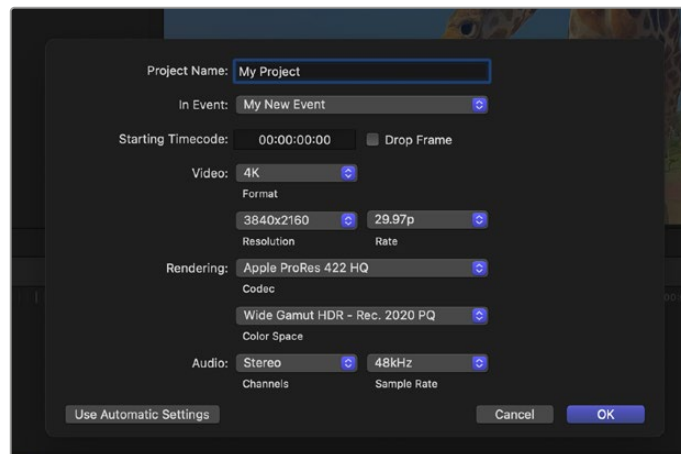 Project Name: My Project
In Event: My New Event
Starting Timecode: 00:00:00:00 Drop Frame
Video: 4K
Format
3840x2160 29.97p
Resolution Rate
Rendering: Apple ProRes 422 HQ
Codec
Wide Gamut HDR - Rec. 2020 PQ
Color Space
Audio: Stereo 48kHz
Channels Sample Rate
Use Automatic Settings Cancel OK